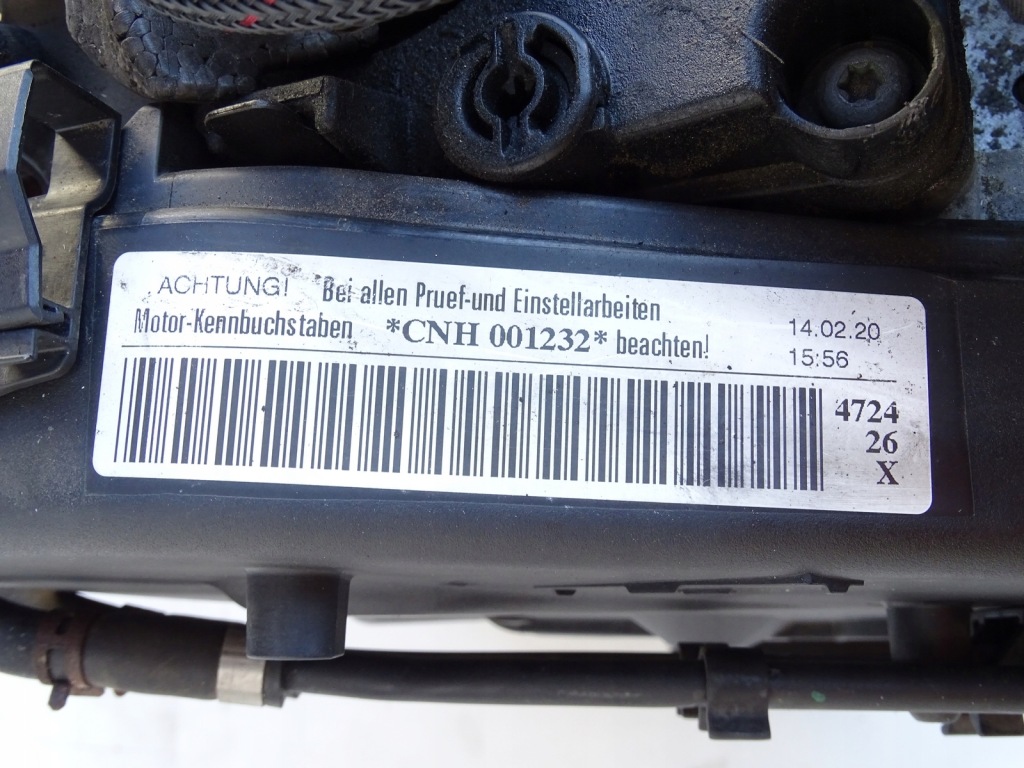 ACHTUNG! Bei allen Pruef-und Einstellarbeiten
Motor-Kennbuchstaben *CNH 001232* beachten!
14.02.20
15:56
4724
26
X